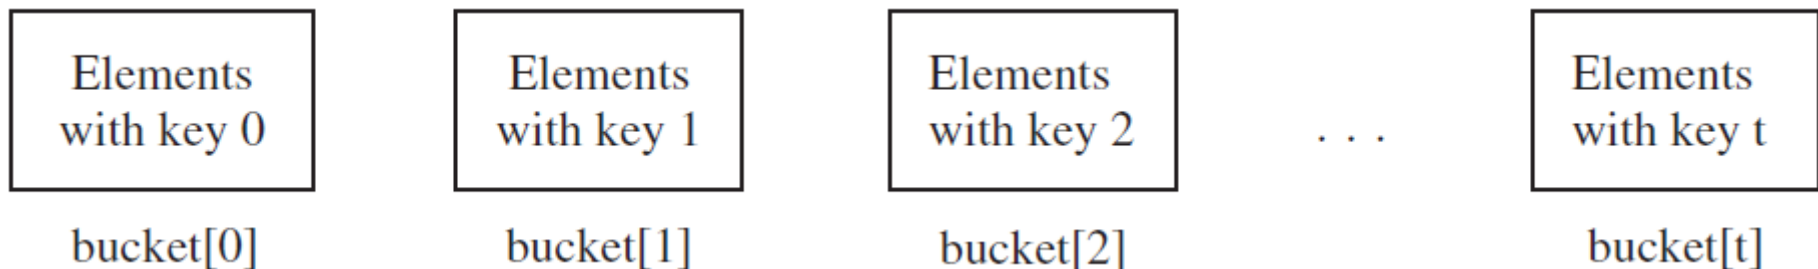 Elements
with key 0
Elements
with key 1
Elements
with key 2
. . .
Elements
with key t
bucket[0]
bucket[1]
bucket[2]
bucket[t]